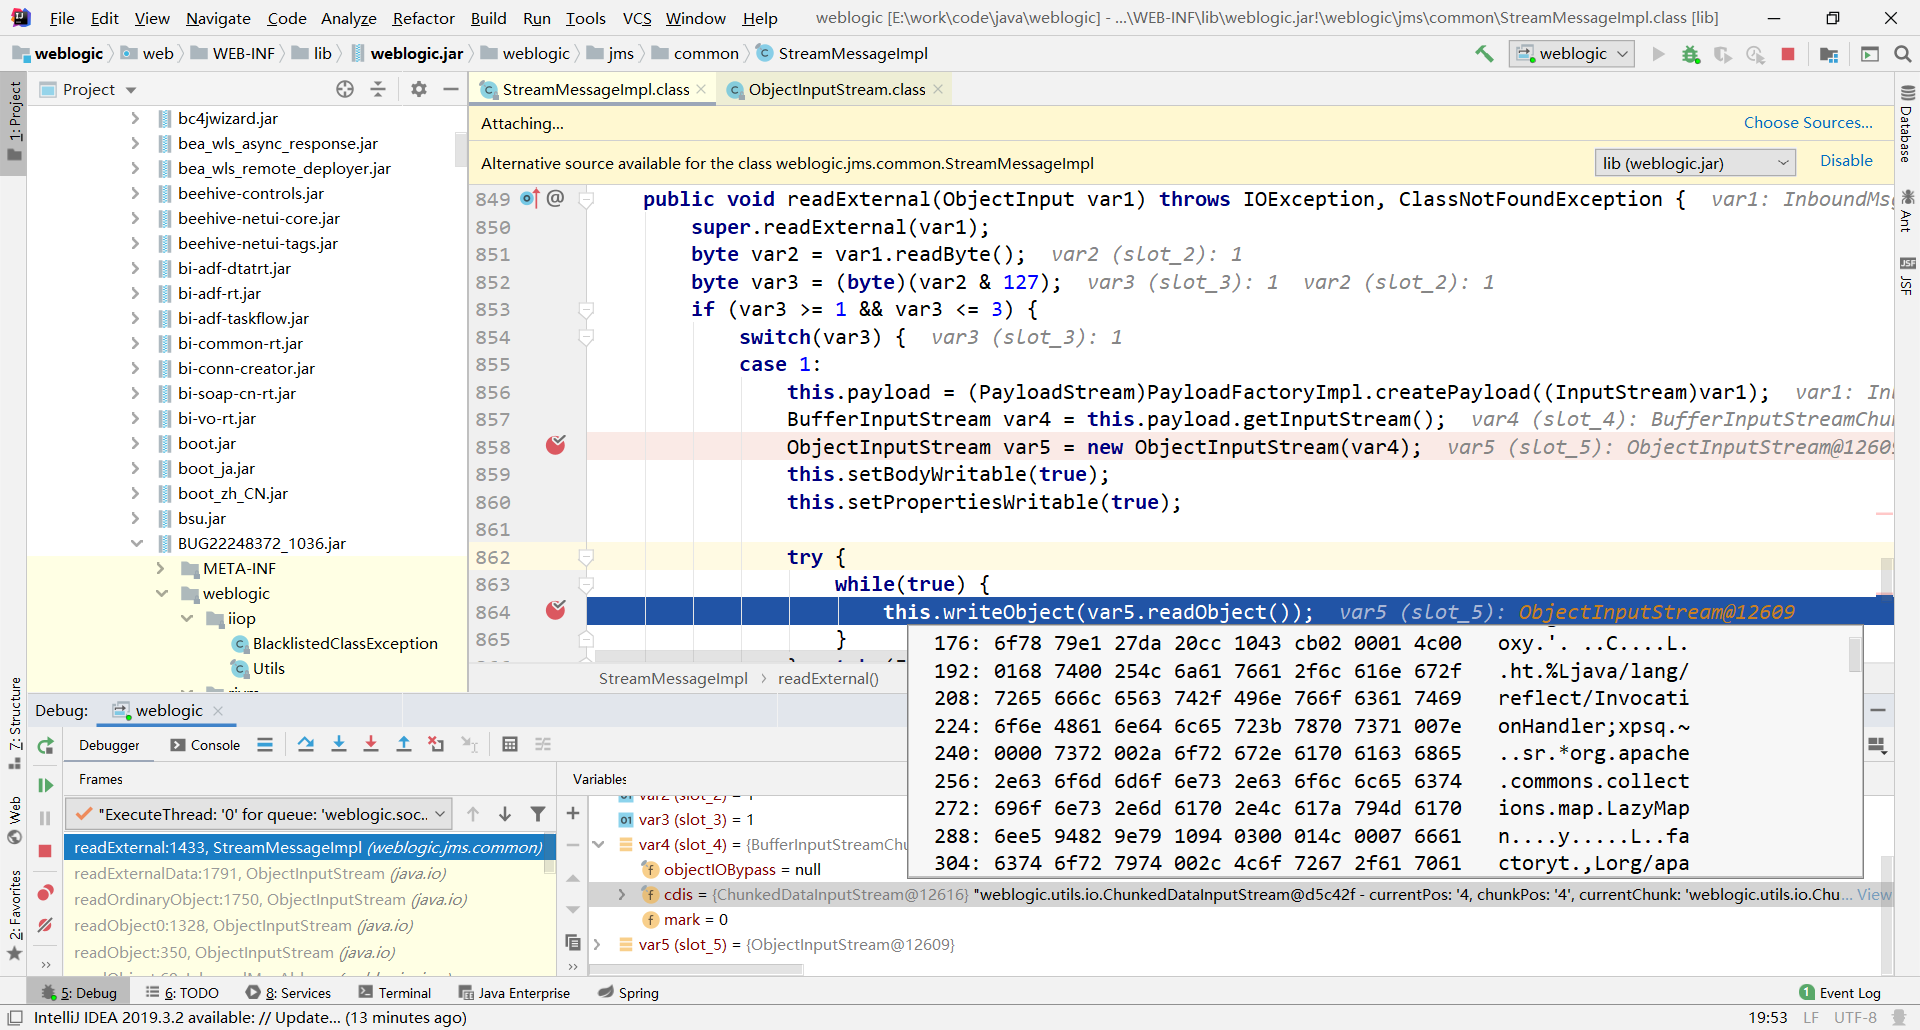 File Edit View Navigate Code Analyze Refactor Build Run Tools VCS Window Help weblogic [E:\work\code\java\weblogic] - ...\WEB-INF\lib\weblogic.jar!\weblogic\jms\common\StreamMessageImpl.class [lib]
weblogic web WEB-INF lib weblogic.jar weblogic jms common StreamMessageImpl weblogic
1: Project
Project
StreamMessageImpl.class ObjectInputStream.class
Attaching... Choose Sources...
Alternative source available for the class weblogic.jms.common.StreamMessageImpl lib (weblogic.jar) Disable
bc4jwizard.jar
bea_wls_async_response.jar
bea_wls_remote_deployer.jar
beehive-controls.jar
beehive-netui-core.jar
beehive-netui-tags.jar
bi-adf-dtatrt.jar
bi-adf-rt.jar
bi-adf-taskflow.jar
bi-common-rt.jar
bi-conn-creator.jar
bi-soap-cn-rt.jar
bi-vo-rt.jar
boot.jar
boot_ja.jar
boot_zh_CN.jar
bsu.jar
BUG22248372_1036.jar
META-INF
weblogic
iiop
BlacklistedClassException
Utils
849 @ public void readExternal(ObjectInput var1) throws IOException, ClassNotFoundException { var1: InboundMsg
850 super.readExternal(var1);
851 byte var2 = var1.readByte(); var2 (slot_2): 1
852 byte var3 = (byte)(var2 & 127); var3 (slot_3): 1 var2 (slot_2): 1
853 if (var3 >= 1 && var3 <= 3) {
854 switch(var3) { var3 (slot_3): 1
855 case 1:
856 this.payload = (PayloadStream)PayloadFactoryImpl.createPayload((InputStream)var1); var1: In
857 BufferInputStream var4 = this.payload.getInputStream(); var4 (slot_4): BufferInputStreamChu
858 ObjectInputStream var5 = new ObjectInputStream(var4); var5 (slot_5): ObjectInputStream@1260
859 this.setBodyWritable(true);
860 this.setPropertiesWritable(true);
861
862 try {
863 while(true) {
864 this.writeObject(var5.readObject()); var5 (slot_5): ObjectInputStream@12609
865 }
StreamMessageImpl readExternal()
176: 6f78 79e1 27da 20cc 1043 cb02 0001 4c00 oxy.'. ..C....L.
192: 0168 7400 254c 6a61 7661 2f6c 616e 672f .ht.%Ljava/lang/
208: 7265 666c 6563 742f 496e 766f 6361 7469 reflect/Invocati
224: 6f6e 4861 6e64 6c65 723b 7870 7371 007e onHandler;xpsq.~
240: 0000 7372 002a 6f72 672e 6170 6163 6865 ..sr.*org.apache
256: 2e63 6f6d 6d6f 6e73 2e63 6f6c 6c65 6374 .commons.collect
272: 696f 6e73 2e6d 6170 2e4c 617a 794d 6170 ions.map.LazyMap
288: 6ee5 9482 9e79 1094 0300 014c 0007 6661 n....y.....L..fa
304: 6374 6f72 7974 002c 4c6f 7267 2f61 7061 ctoryt.,Lorg/apa
Database
Ant
JSF
7: Structure
Web
2: Favorites
Debug: weblogic
Debugger Console
Frames Variables
"ExecuteThread: '0' for queue: 'weblogic.soc..
readExternal:1433, StreamMessageImpl (weblogic.jms.common)
readExternalData:1791, ObjectInputStream (java.io)
readOrdinaryObject:1750, ObjectInputStream (java.io)
readObject0:1328, ObjectInputStream (java.io)
readObject:350, ObjectInputStream (java.io)
var2 (slot_2) = 1
var3 (slot_3) = 1
var4 (slot_4) = {BufferInputStreamChu
objectIOBypass = null
cdis = {ChunkedDataInputStream@12616} "weblogic.utils.io.ChunkedDataInputStream@d5c42f - currentPos: '4, chunkPos: '4', currentChunk: 'weblogic.utils.io.Chu... View
mark = 0
var5 (slot_5) = {ObjectInputStream@12609}
5: Debug 6: TODO 8: Services Terminal Java Enterprise Spring 1 Event Log
IntelliJ IDEA 2019.3.2 available: // Update... (13 minutes ago) 19:53 LF UTF-8